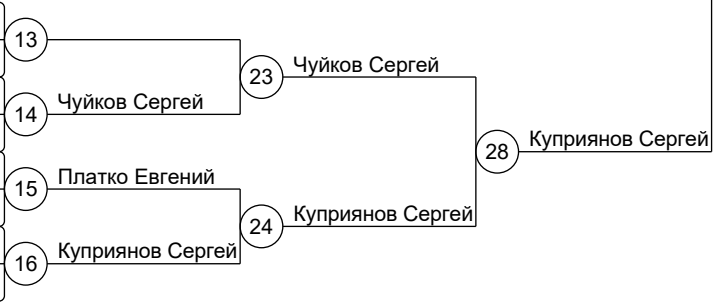 13
23 Чуйков Сергей
14 Чуйков Сергей
28 Куприянов Сергей
15 Платко Евгений
24 Куприянов Сергей
16 Куприянов Сергей